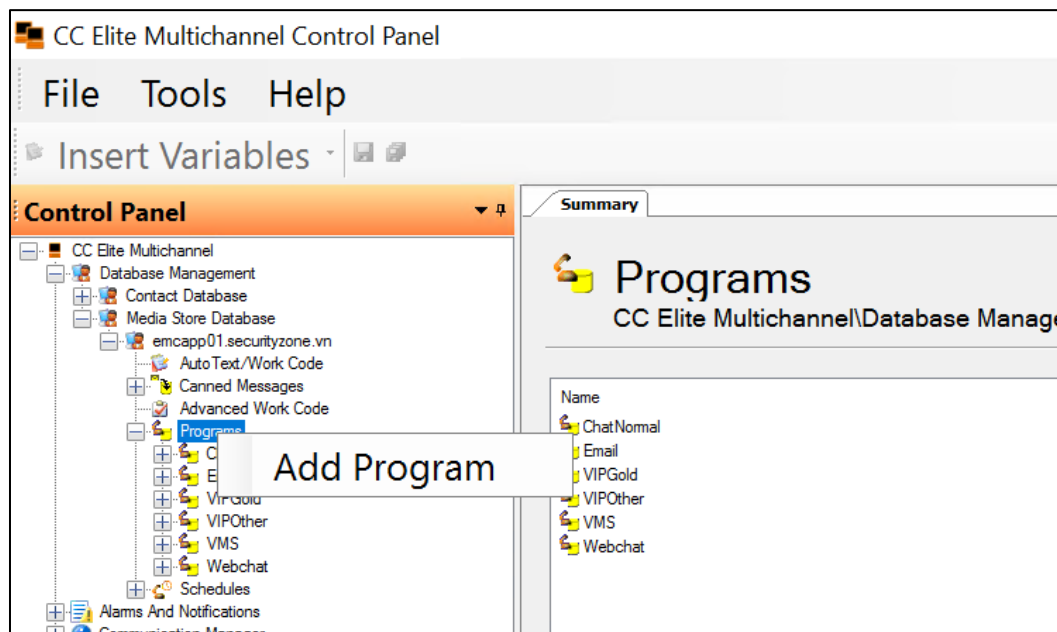 CC Elite Multichannel Control Panel
File Tools Help
Insert Variables
Control Panel
CC Elite Multichannel
Database Management
Contact Database
Media Store Database
emcapp01.securityzone.vn
AutoText/Work Code
Canned Messages
Advanced Work Code
Programs
C
E
VIPGold
VIPOther
VMS
Webchat
Schedules
Alarms And Notifications
Communication Manager
Add Program
Summary
Programs
CC Elite Multichannel\Database Manage
Name
ChatNormal
Email
VIPGold
VIPOther
VMS
Webchat